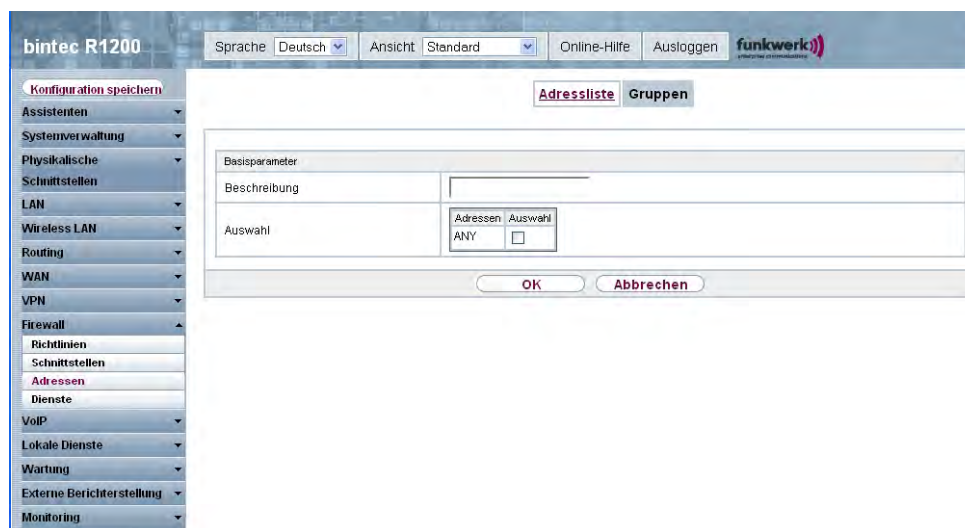 bintec R1200
Sprache Deutsch Ansicht Standard Online-Hilfe Ausloggen funkwerk
Konfiguration speichern
Assistenten
Systemverwaltung
Physikalische
Schnittstellen
LAN
Wireless LAN
Routing
WAN
VPN
Firewall
Richtlinien
Schnittstellen
Adressen
Dienste
VoIP
Lokale Dienste
Wartung
Externe Berichterstellung
Monitoring
Adressliste Gruppen
Basisparameter
Beschreibung
Auswahl
Adressen Auswahl
ANY
OK Abbrechen